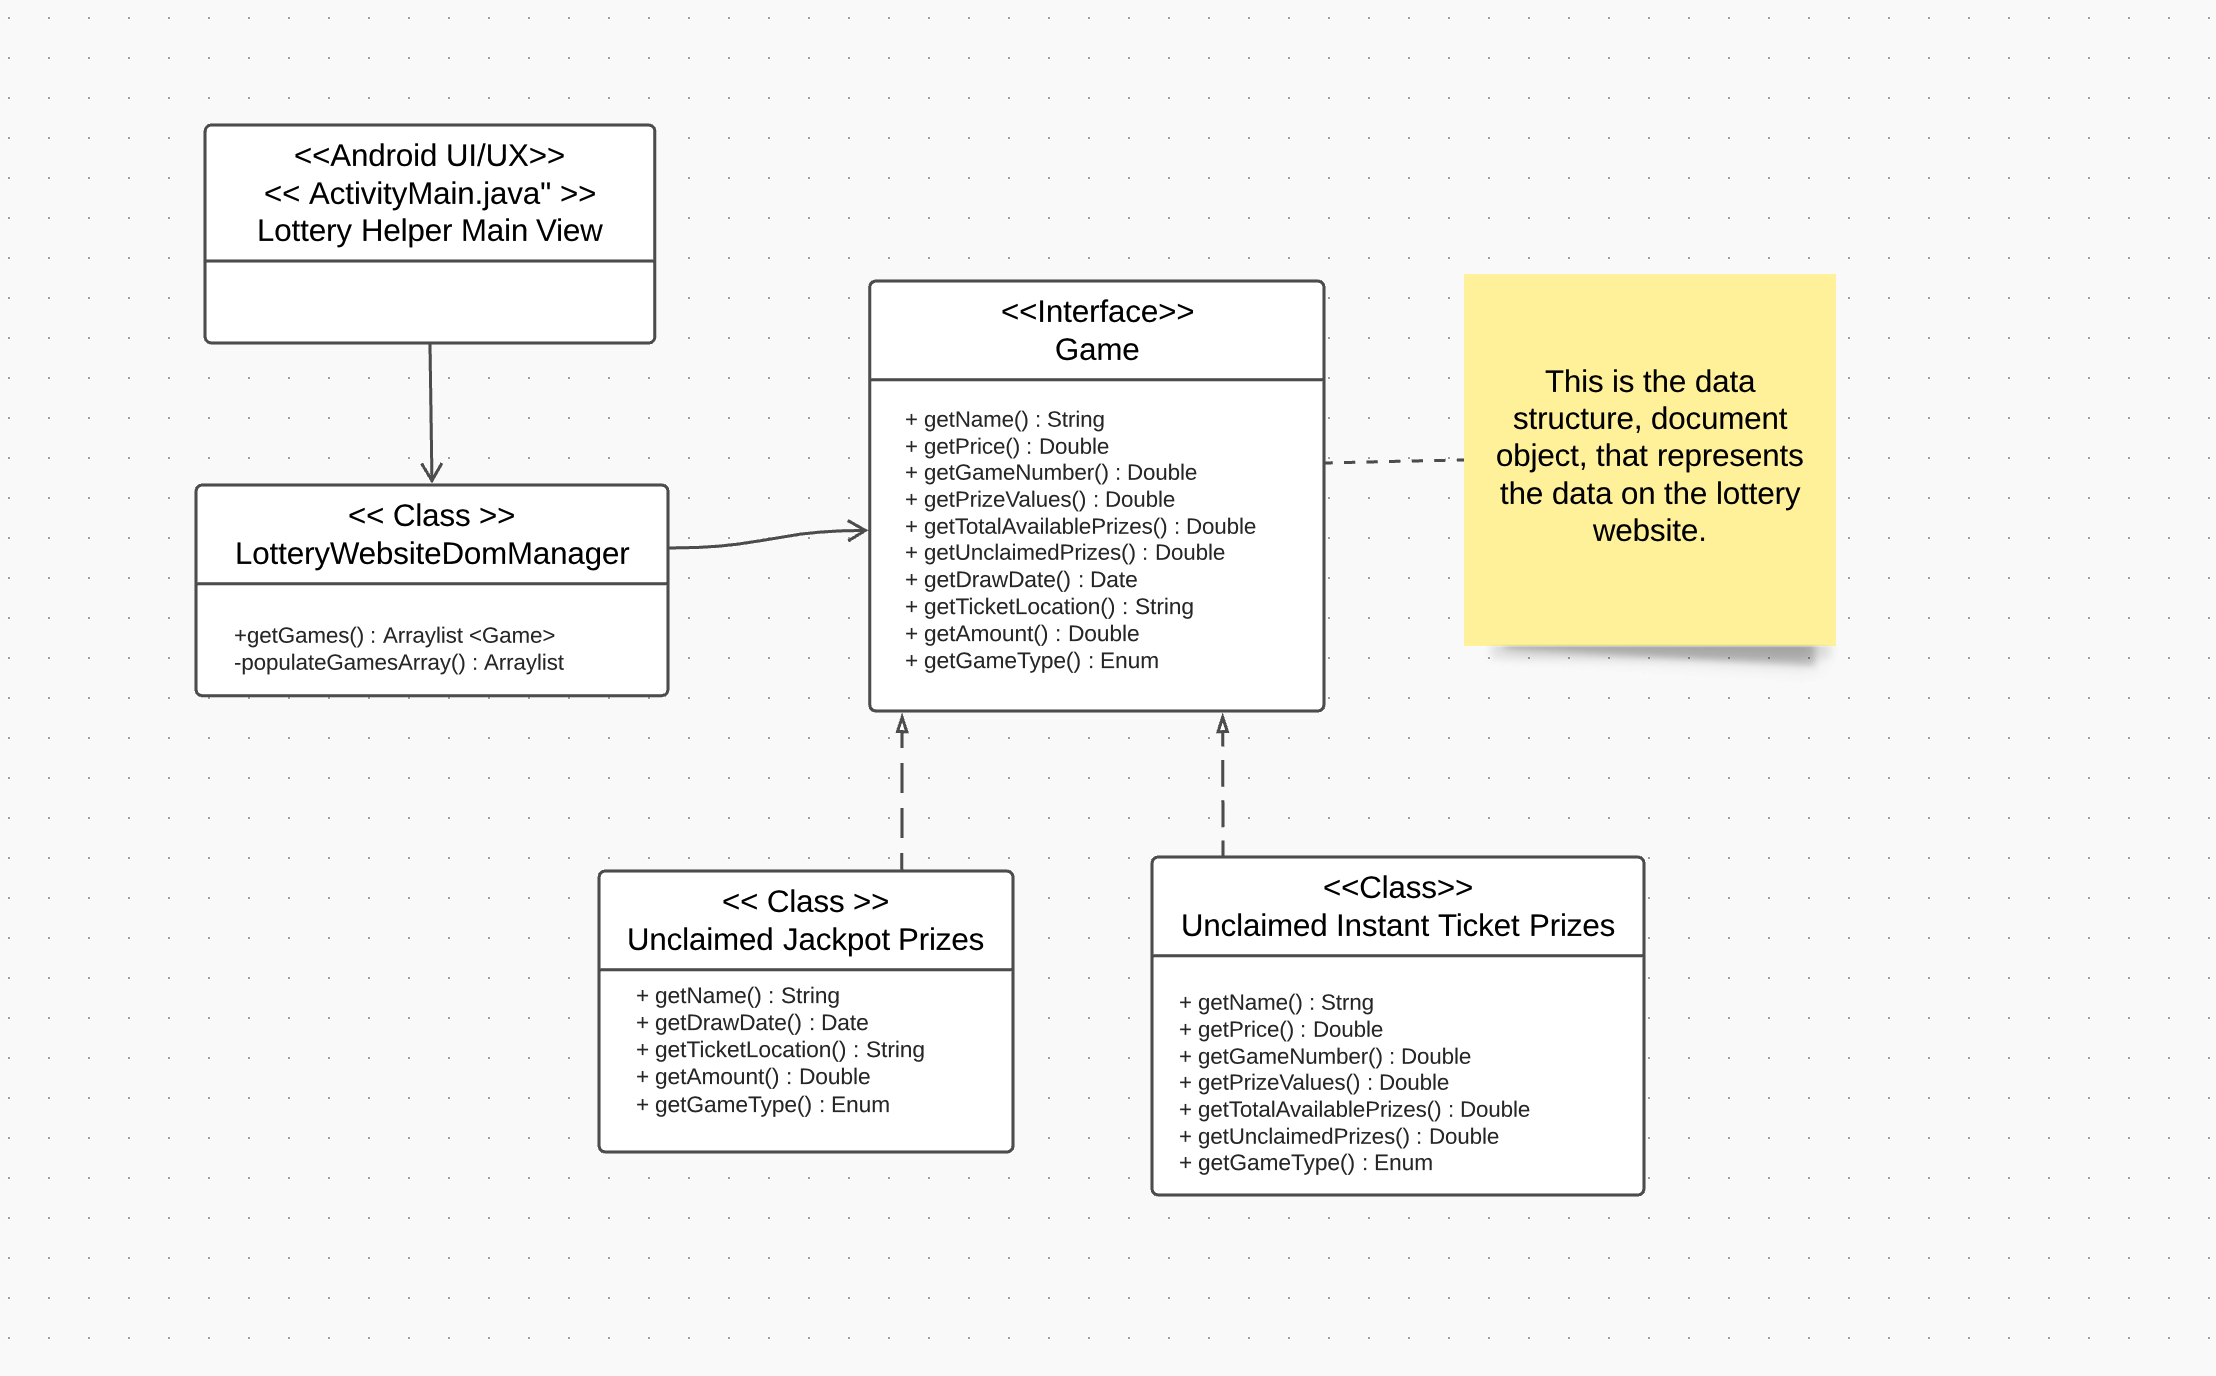 <<Android UI/UX>>
<< ActivityMain.java" >>
Lottery Helper Main View
<< Class >>
LotteryWebsiteDomManager
+getGames() : Arraylist <Game>
-populateGamesArray() : Arraylist
<<Interface>>
Game
+ getName() : String
+ getPrice() : Double
+ getGameNumber() : Double
+ getPrizeValues() : Double
+ getTotalAvailablePrizes() : Double
+ getUnclaimedPrizes() : Double
+ getDrawDate() : Date
+ getTicketLocation() : String
+ getAmount() : Double
+ getGameType() : Enum
This is the data
structure, document
object, that represents
the data on the lottery
website.
<< Class >>
Unclaimed Jackpot Prizes
+ getName() : String
+ getDrawDate() : Date
+ getTicketLocation() : String
+ getAmount() : Double
+ getGameType() : Enum
<<Class>>
Unclaimed Instant Ticket Prizes
+ getName() : Strng
+ getPrice() : Double
+ getGameNumber() : Double
+ getPrizeValues() : Double
+ getTotalAvailablePrizes() : Double
+ getUnclaimedPrizes() : Double
+ getGameType() : Enum